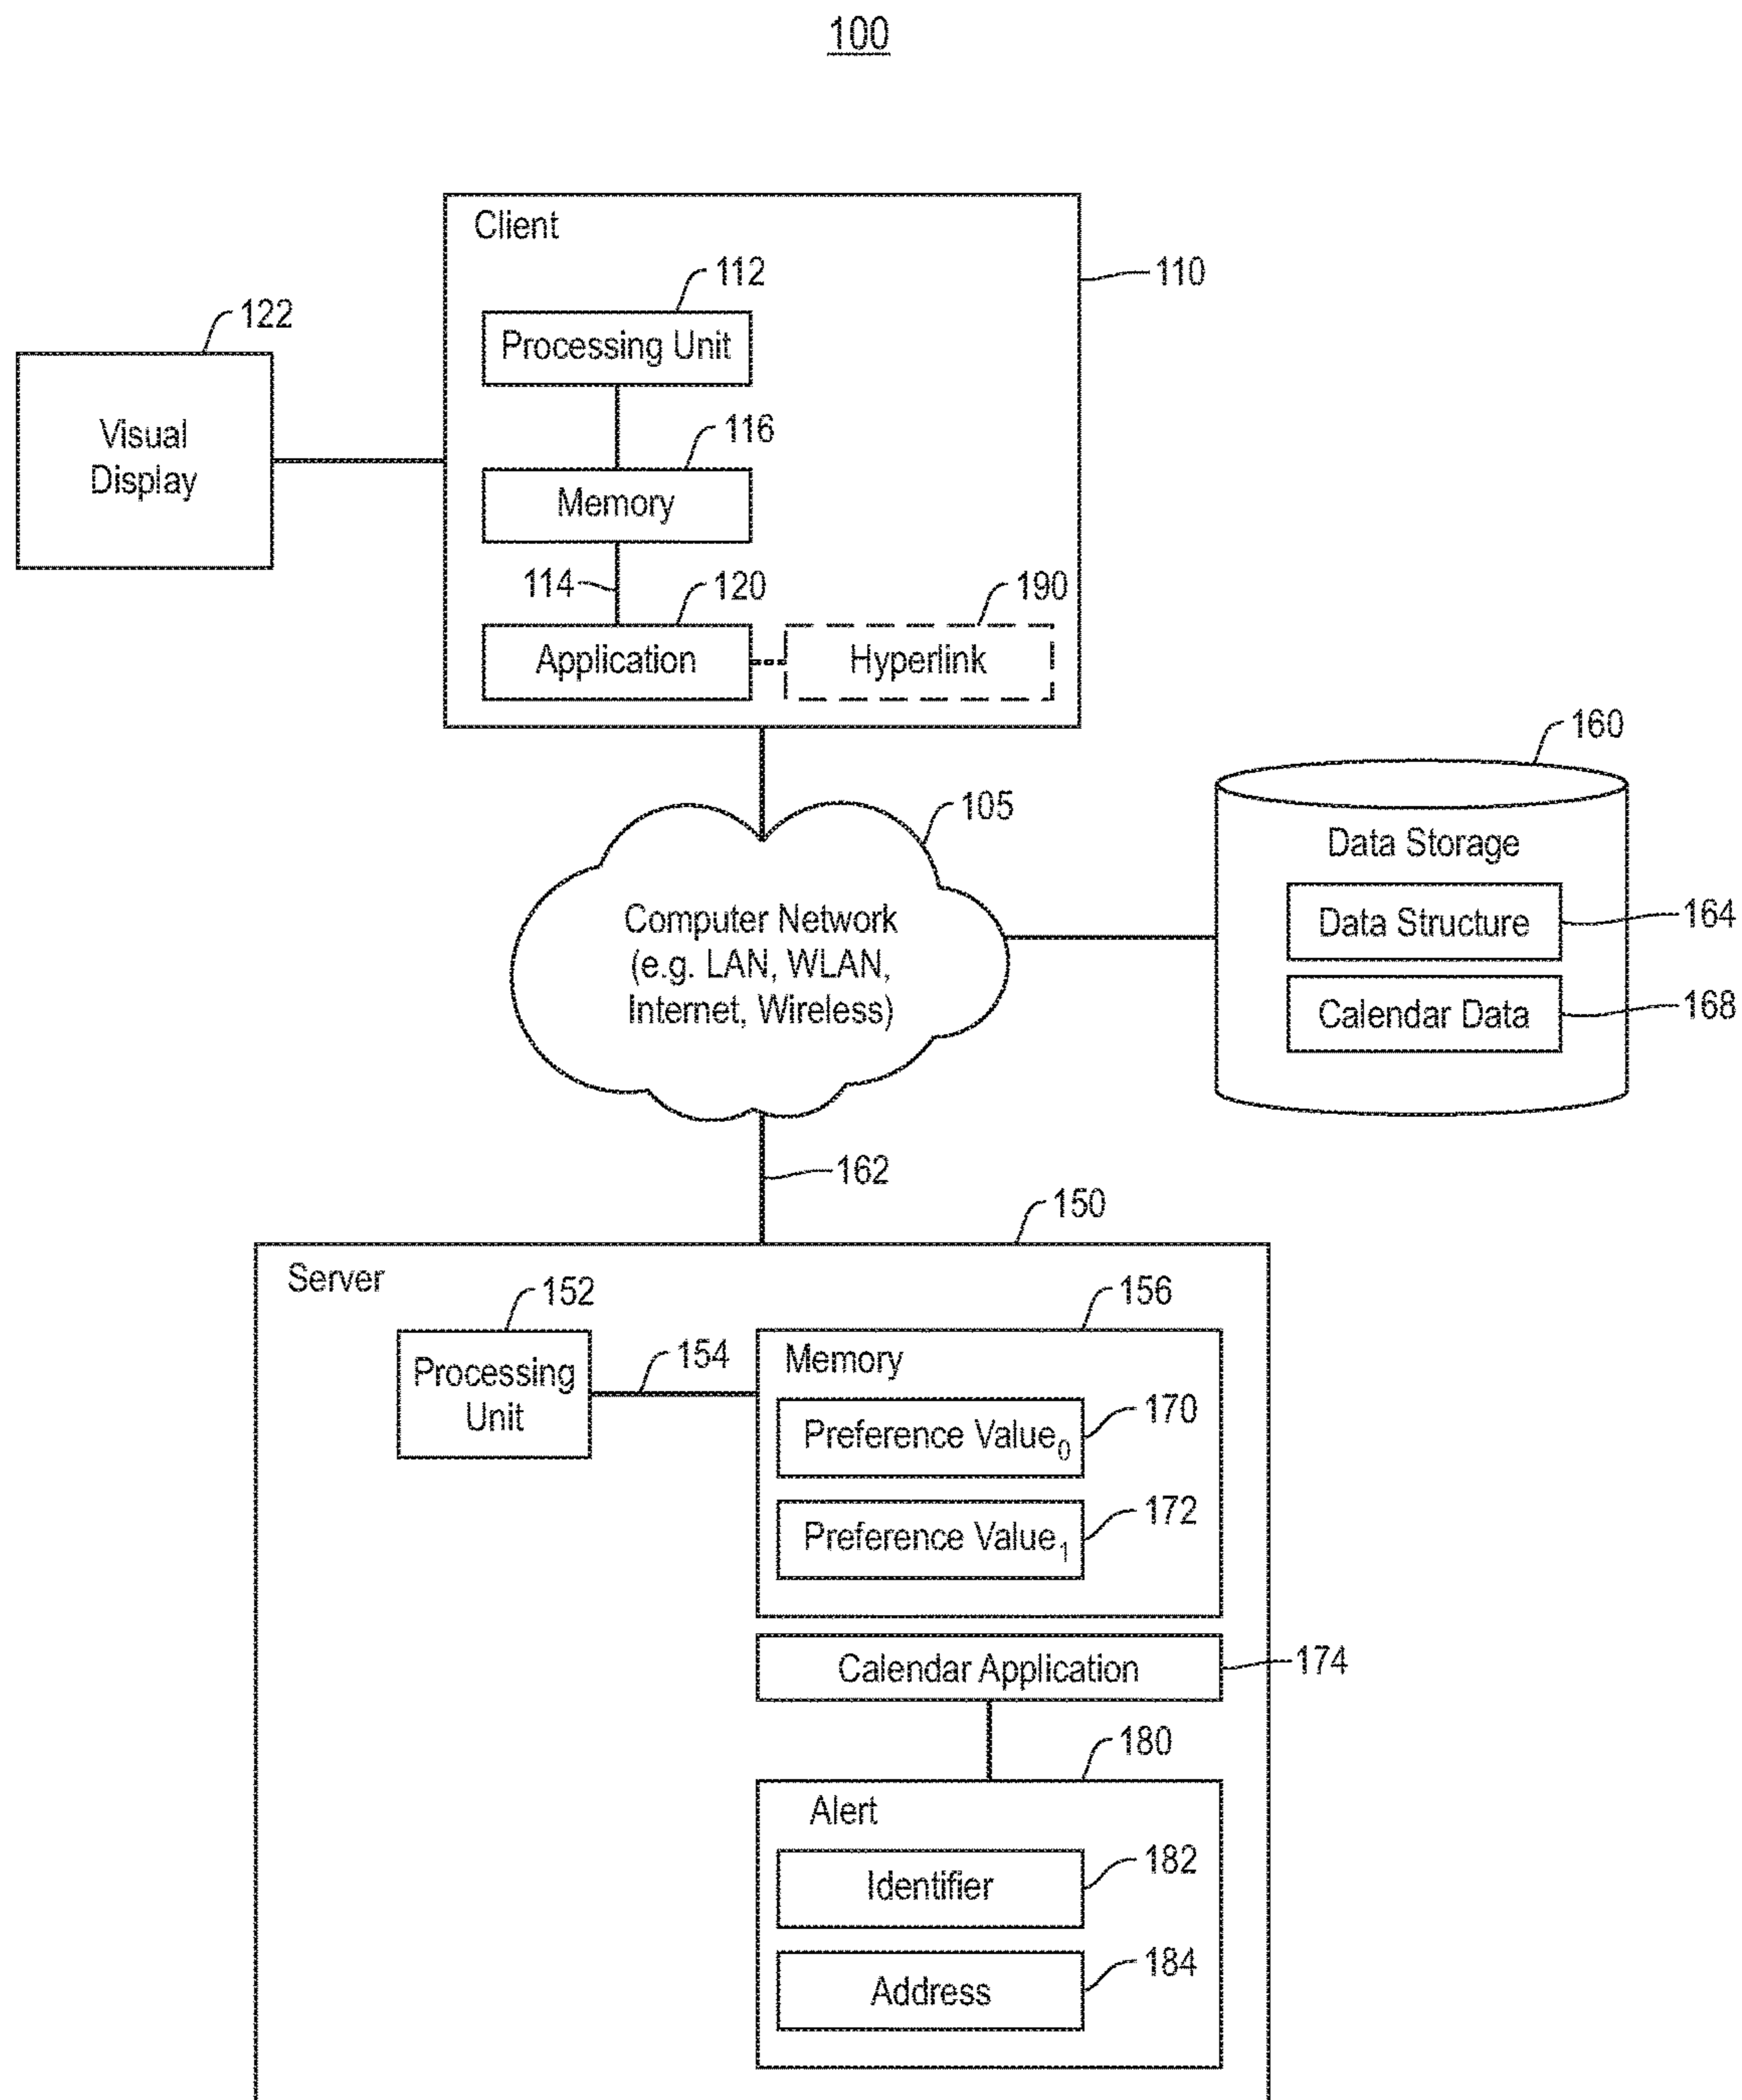 100
Client
112
110
Processing Unit
122
Visual
Display
116
Memory
114
120
190
Application
Hyperlink
160
105
Data Storage
Computer Network
(e.g. LAN, WLAN,
Internet, Wireless)
Data Structure
164
Calendar Data
168
162
150
Server
152
156
Processing
Unit
154
Memory
170
Preference Value0
172
Preference Value1
Calendar Application
174
180
Alert
182
Identifier
184
Address